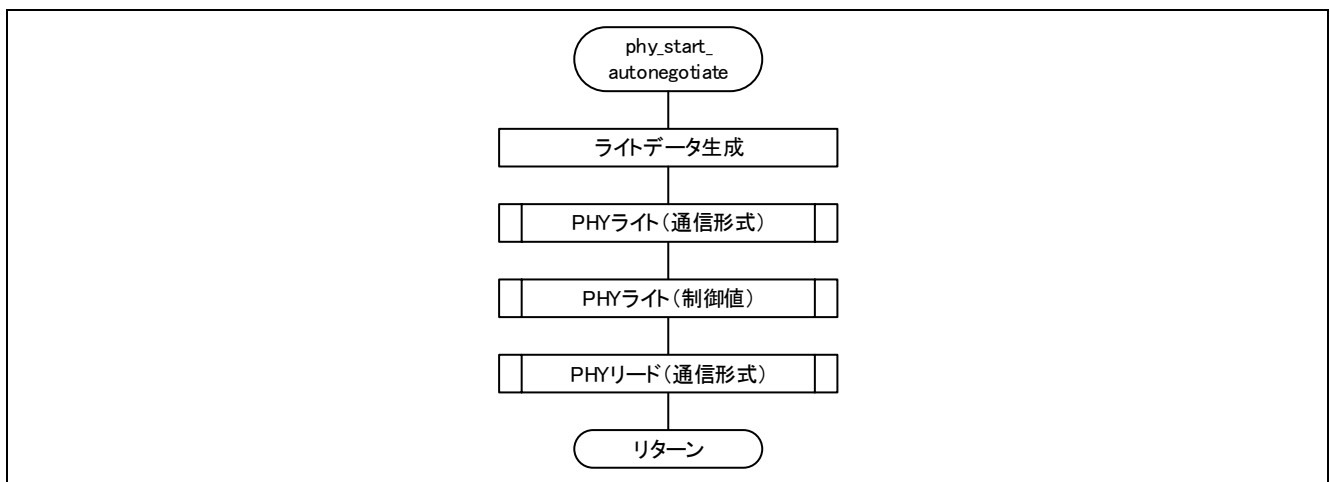 phy_start_
autonegotiate
ライトデータ生成
PHYライト（通信形式）
PHYライト（制御値）
PHYリード（通信形式）
リターン